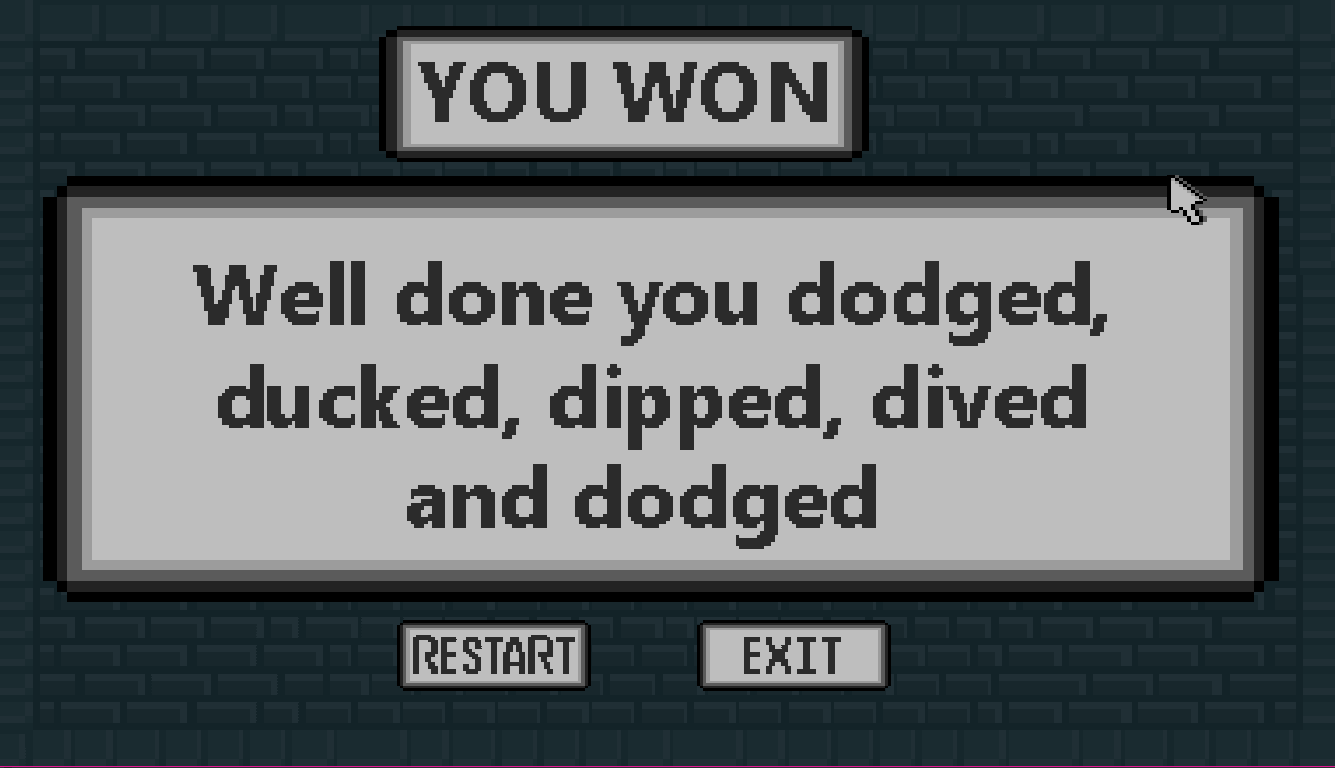 YOU WON
Well done you dodged,
ducked, dipped, dived
and dodged
RESTART
EXIT